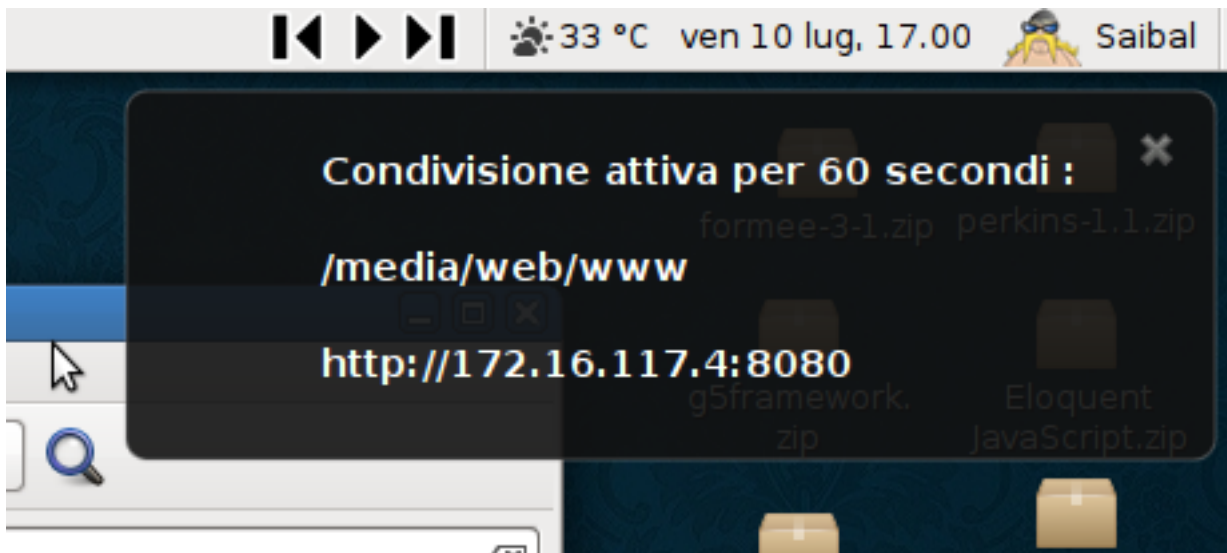 33 °C ven 10 lug, 17.00 Saibal
Condivisione attiva per 60 secondi :
formee-3-1.zip perkins-1.1.zip
/media/web/www
http://172.16.117.4:8080
g5framework.
zip
Eloquent
JavaScript.zip